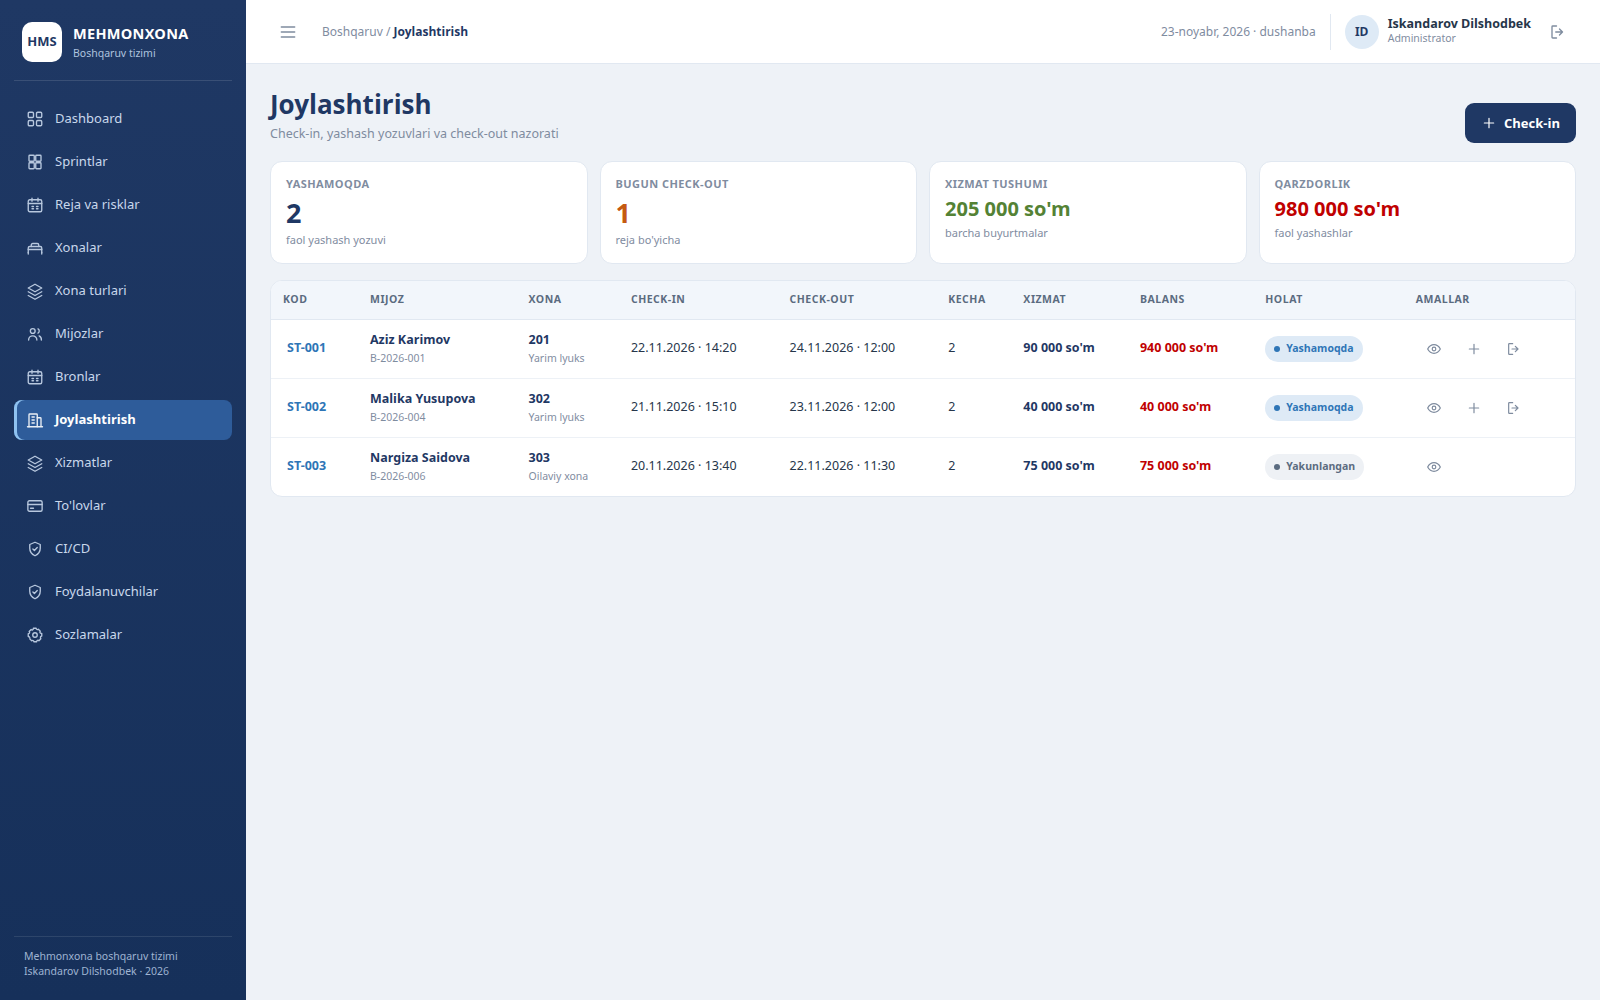 HMS
MEHMONXONA
Boshqaruv tizimi
Dashboard
Sprintlar
Reja va risklar
Xonalar
Xona turlari
Mijozlar
Bronlar
Joylashtirish
Xizmatlar
To'lovlar
CI/CD
Foydalanuvchilar
Sozlamalar
Mehmonxona boshqaruv tizimi
Iskandarov Dilshodbek · 2026
Boshqaruv / Joylashtirish
23-noyabr, 2026 · dushanba
ID
Iskandarov Dilshodbek
Administrator
Joylashtirish
Check-in, yashash yozuvlari va check-out nazorati
Check-in
YASHAMOQDA
2
faol yashash yozuvi
BUGUN CHECK-OUT
1
reja bo'yicha
XIZMAT TUSHUMI
205 000 so'm
barcha buyurtmalar
QARZDORLIK
980 000 so'm
faol yashashlar
KOD MIJOZ XONA CHECK-IN CHECK-OUT KECHA XIZMAT BALANS HOLAT AMALLAR
ST-001 Aziz Karimov 201 22.11.2026 · 14:20 24.11.2026 · 12:00 2 90 000 so'm 940 000 so'm Yashamoqda
B-2026-001 Yarim lyuks
ST-002 Malika Yusupova 302 21.11.2026 · 15:10 23.11.2026 · 12:00 2 40 000 so'm 40 000 so'm Yashamoqda
B-2026-004 Yarim lyuks
ST-003 Nargiza Saidova 303 20.11.2026 · 13:40 22.11.2026 · 11:30 2 75 000 so'm 75 000 so'm Yakunlangan
B-2026-006 Oilaviy xona